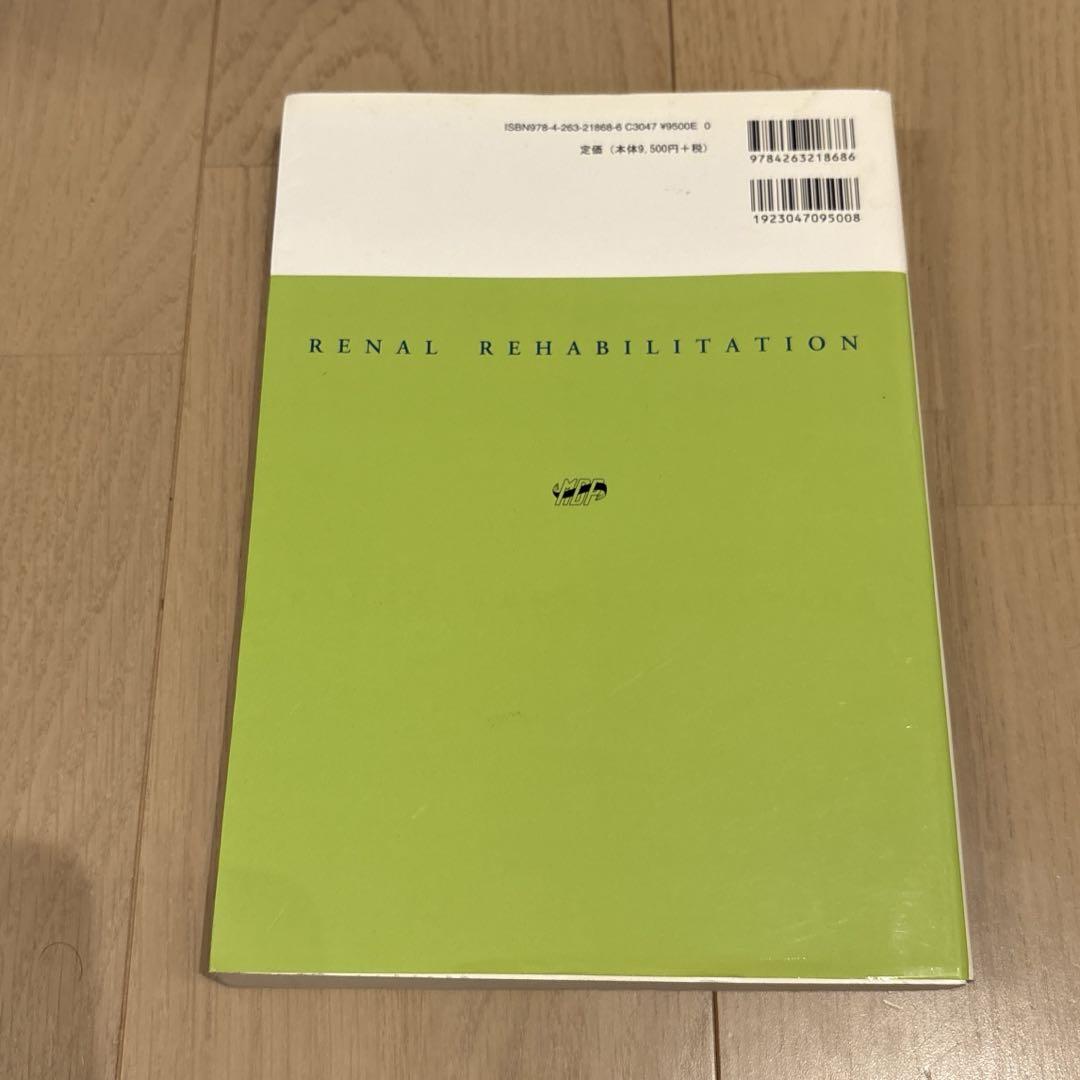 ISBN978-4-263-21868-6 C3047 ¥9500E 0
定価(本体9,500円+税)
9784263218686
1923047095008
RENAL REHABILITATION
MDP